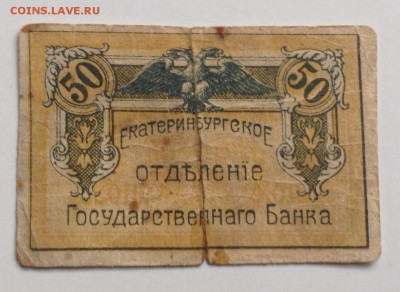 COINS.LAVE.RU
50 50
ЕКАТЕРИНБУРГСКОЕ
ОТДѢЛЕНІЕ
ГОСУДАРСТВЕННАГО БАНКА